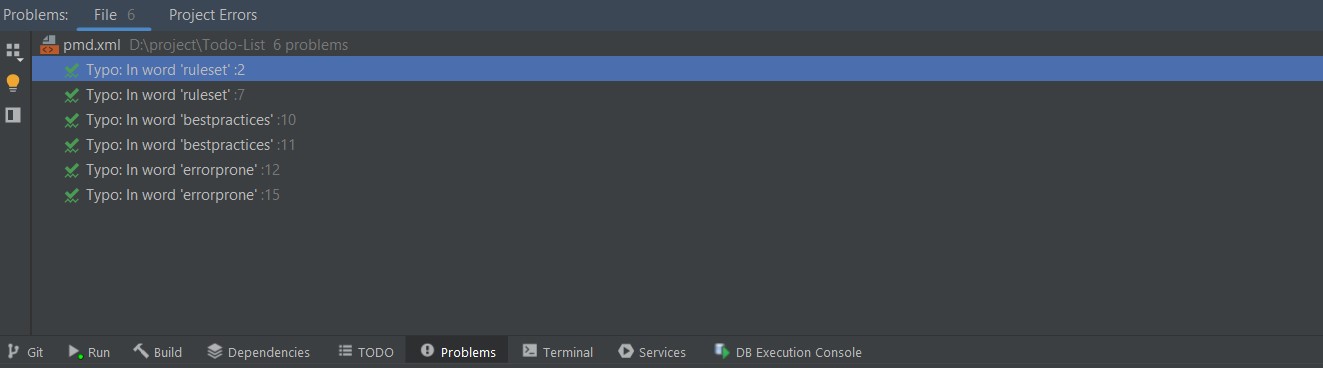 Problems: File 6 Project Errors
pmd.xml D:\project\Todo-List 6 problems
Typo: In word 'ruleset' :2
Typo: In word 'ruleset' :7
Typo: In word 'bestpractices' :10
Typo: In word 'bestpractices' :11
Typo: In word 'errorprone' :12
Typo: In word 'errorprone' :15
Git Run Build Dependencies TODO Problems Terminal Services DB Execution Console